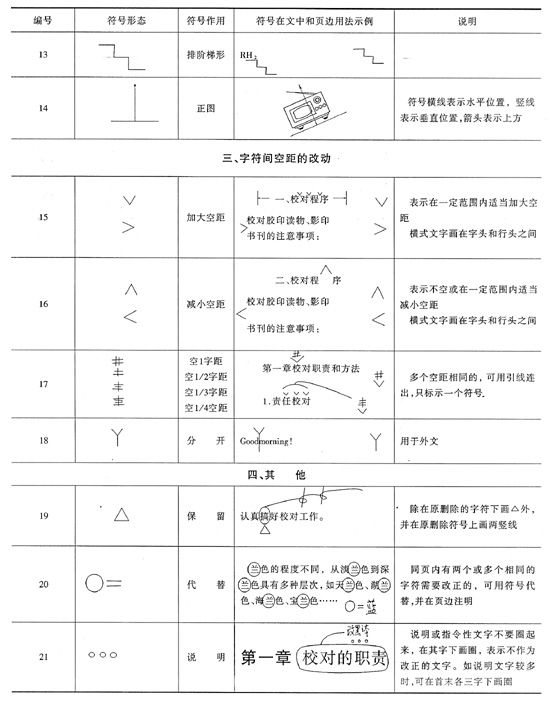 编号 符号形态 符号作用 符号在文中和页边用法示例 说明
13 排阶梯形 RH₂
14 正图 符号横线表示水平位置，竖线
表示垂直位置,箭头表示上方
三、字符间空距的改动
15 加大空距 一、校对程序
校对胶印读物、影印
书刊的注意事项:
表示在一定范围内适当加大空
距
横式文字画在字头和行头之间
16 减小空距 二、校对程 序
校对胶印读物、影印
书刊的注意事项:
表示不空或在一定范围内适当
减小空距
横式文字画在字头和行头之间
17 空1字距
空1/2字距
空1/3字距
空1/4空距
第一章校对职责和方法
1.责任校对
多个空距相同的，可用引线连
出,只标示一个符号.
18 分 开 Goodmorning! 用于外文
四、其 他
19 保 留 认真搞好校对工作。 除在原删除的字符下画△外，
并在原删除符号上画两竖线
20 代 替 兰色的程度不同，从淡兰色到深
兰色具有多种层次，如天兰色、湖兰
色、海兰色、宝兰色……
○=蓝
同页内有两个或多个相同的
字符需要改正的，可用符号代
替,并在页边注明
21 说 明 改黑体
第一章 校对的职责
说明或指令性文字不要圈起
来，在其字下画圈，表示不作为
改正的文字。如说明文字较多
时,可在首末各三字下画圈